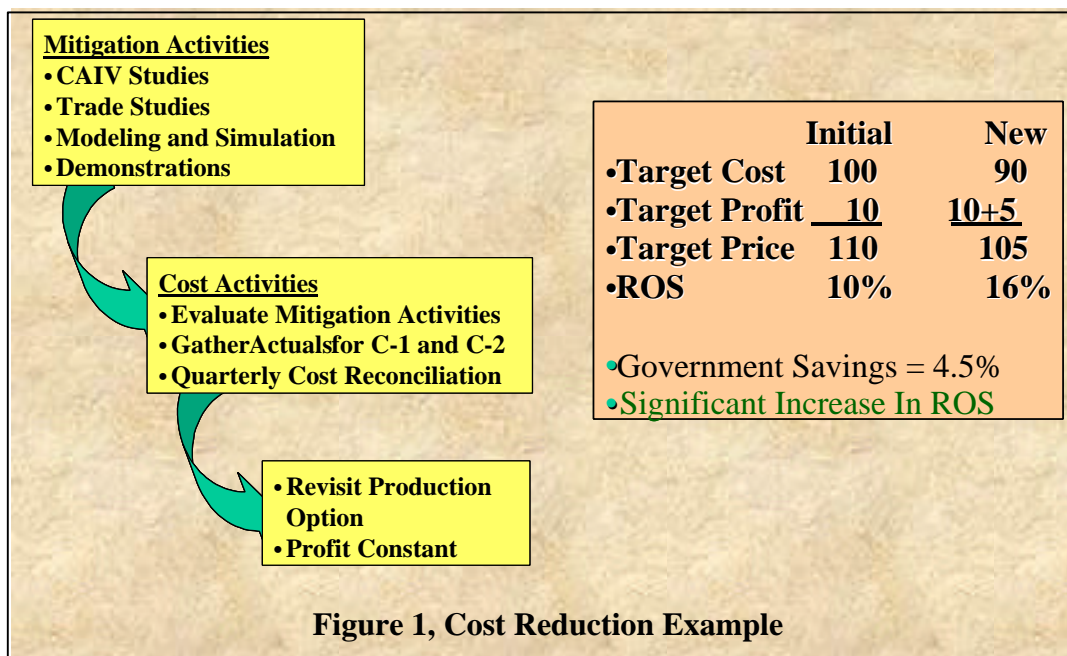 Mitigation Activities
•CAIV Studies
•Trade Studies
•Modeling and Simulation
•Demonstrations
Cost Activities
•Evaluate Mitigation Activities
•GatherActualsfor C-1 and C-2
•Quarterly Cost Reconciliation
•Revisit Production
Option
•Profit Constant
Initial New
•Target Cost 100 90
•Target Profit 10 10+5
•Target Price 110 105
•ROS 10% 16%
•Government Savings = 4.5%
•Significant Increase In ROS
Figure 1, Cost Reduction Example